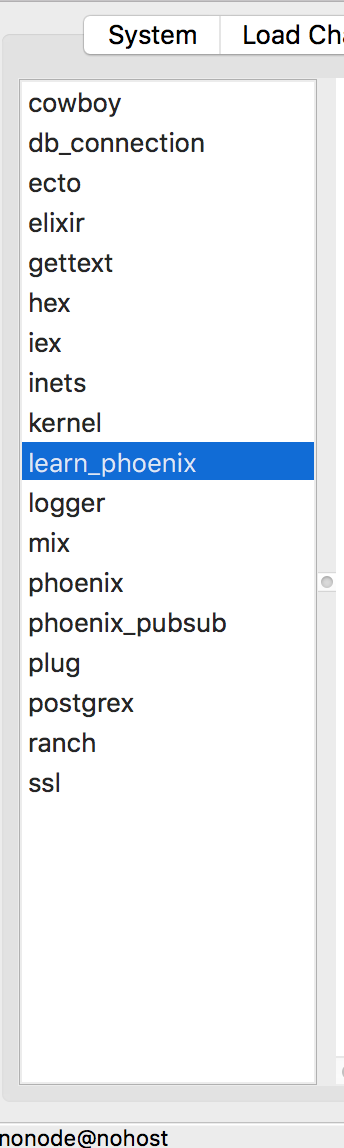 System Load Cha
cowboy
db_connection
ecto
elixir
gettext
hex
iex
inets
kernel
learn_phoenix
logger
mix
phoenix
phoenix_pubsub
plug
postgrex
ranch
ssl
nonode@nohost